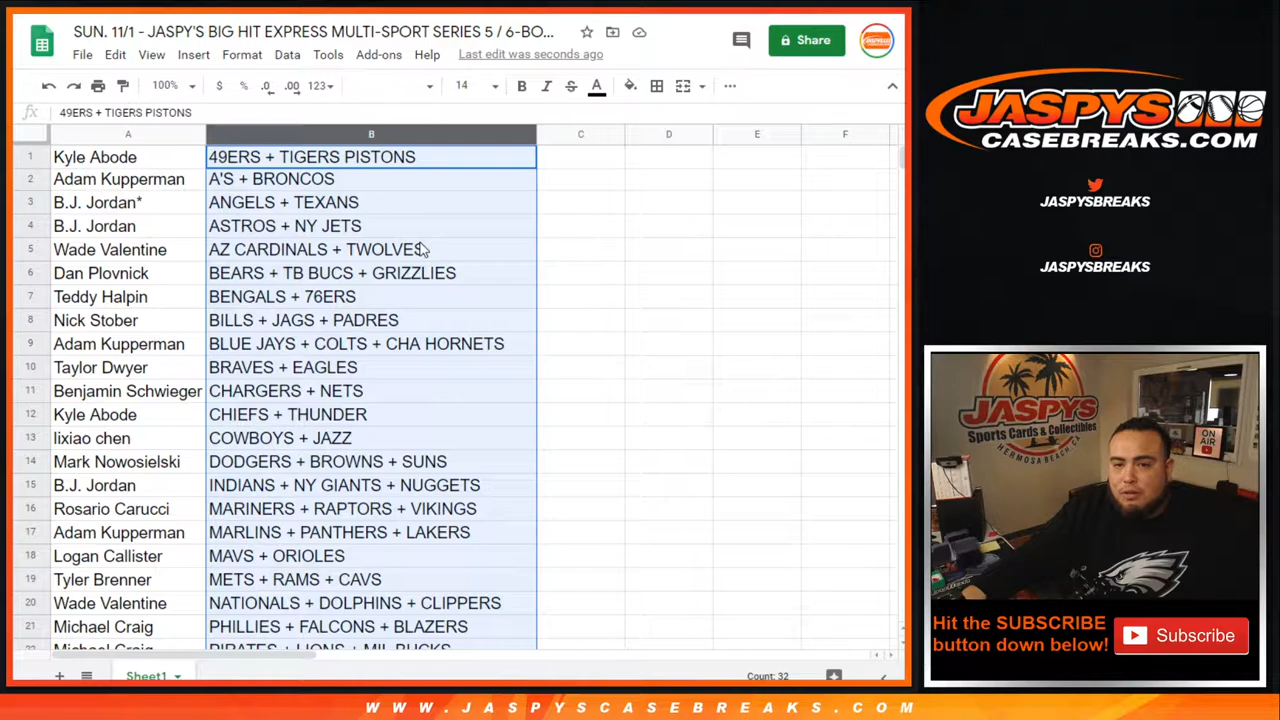 SUN. 11/1 - JASPY'S BIG HIT EXPRESS MULTI-SPORT SERIES 5 / 6-BO...
File Edit View Insert Format Data Tools Add-ons Help Last edit was seconds ago
Share
100% $ % .0 .00 123 14 B I S A
fx 49ERS + TIGERS PISTONS
A B C D E F
1 Kyle Abode 49ERS + TIGERS PISTONS
2 Adam Kupperman A'S + BRONCOS
3 B.J. Jordan* ANGELS + TEXANS
4 B.J. Jordan ASTROS + NY JETS
5 Wade Valentine AZ CARDINALS + TWOLVES
6 Dan Plovnick BEARS + TB BUCS + GRIZZLIES
7 Teddy Halpin BENGALS + 76ERS
8 Nick Stober BILLS + JAGS + PADRES
9 Adam Kupperman BLUE JAYS + COLTS + CHA HORNETS
10 Taylor Dwyer BRAVES + EAGLES
11 Benjamin Schwieger CHARGERS + NETS
12 Kyle Abode CHIEFS + THUNDER
13 lixiao chen COWBOYS + JAZZ
14 Mark Nowosielski DODGERS + BROWNS + SUNS
15 B.J. Jordan INDIANS + NY GIANTS + NUGGETS
16 Rosario Carucci MARINERS + RAPTORS + VIKINGS
17 Adam Kupperman MARLINS + PANTHERS + LAKERS
18 Logan Callister MAVS + ORIOLES
19 Tyler Brenner METS + RAMS + CAVS
20 Wade Valentine NATIONALS + DOLPHINS + CLIPPERS
21 Michael Craig PHILLIES + FALCONS + BLAZERS
Michael Craig PIRATES + LIONS + MIL BUCKS
Sheet1
Count: 32
JASPYS
CASEBREAKS.COM
JASPYSBREAKS
JASPYSBREAKS
JASPYS
Sports Cards & Collectibles
HERMOSA BEACH, CA
ON AIR
Hit the SUBSCRIBE
button down below!
Subscribe
WWW.JASPYSCASEBREAKS.COM